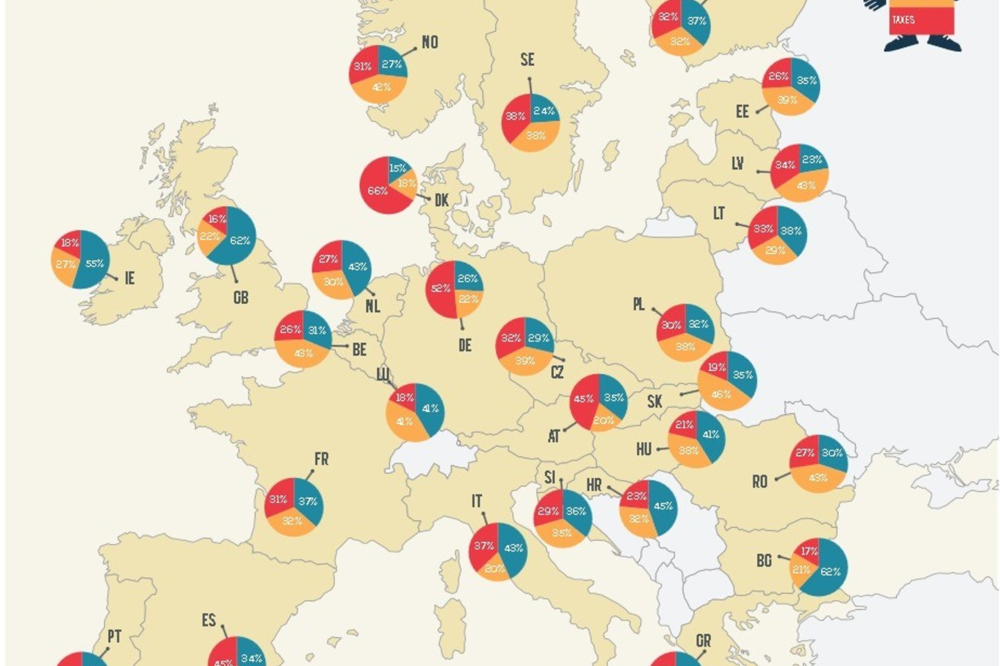 TAXES
32%
37%
32%
NO
31%
27%
42%
SE
38%
24%
38%
26%
35%
39%
EE
LV
34%
23%
43%
15%
18%
66%
DK
LT
33%
38%
29%
16%
22%
62%
GB
18%
27%
55%
IE
27%
43%
30%
NL
52%
26%
22%
DE
PL
30%
32%
38%
26%
31%
43%
BE
32%
29%
39%
CZ
19%
35%
46%
SK
LU
18%
41%
41%
45%
35%
20%
AT
21%
41%
38%
HU
27%
30%
43%
RO
FR
31%
37%
32%
SI
29%
36%
35%
HR
23%
45%
32%
IT
37%
43%
20%
BG
17%
21%
62%
ES
45%
34%
PT
GR